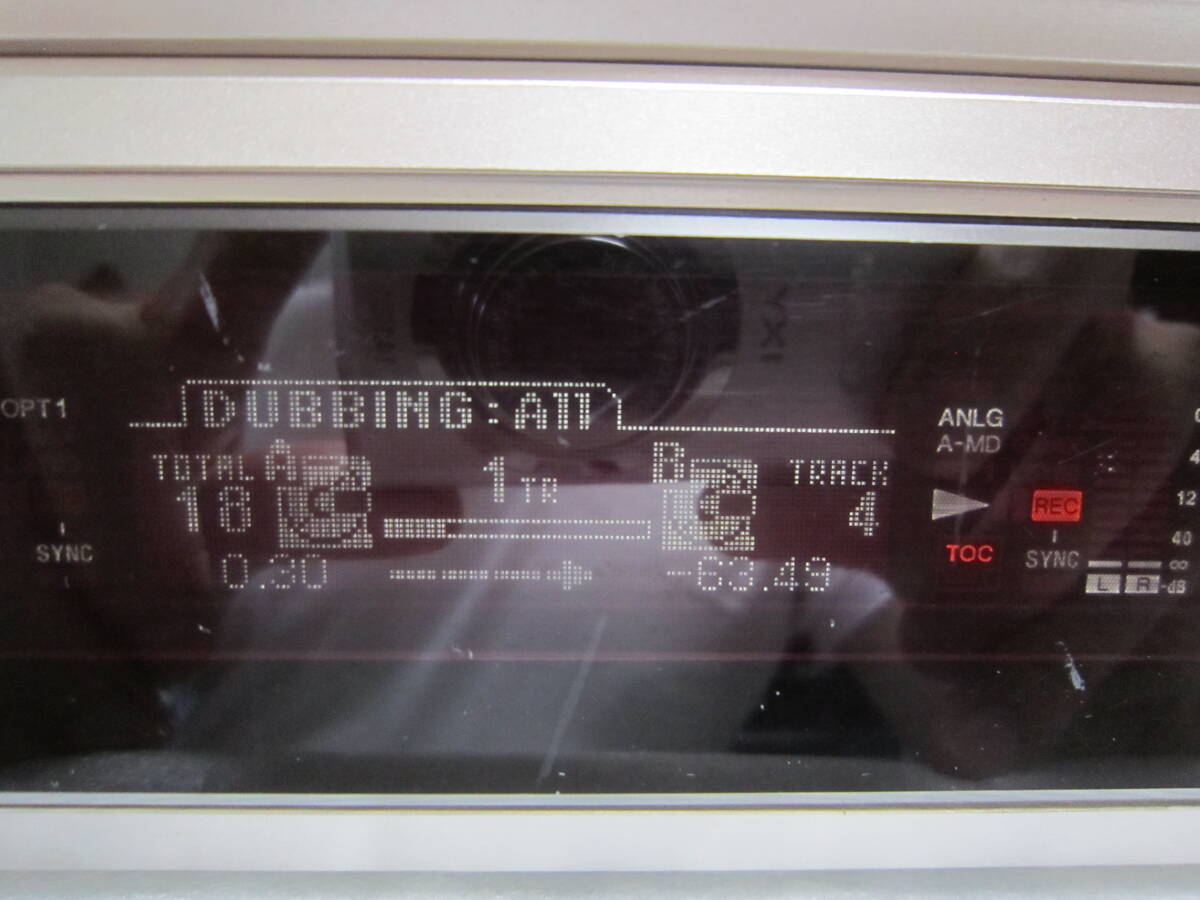 OPT1
DUBBING:All
ANLG
A-MD
TOTAL A 1TR B TRACK
18 4
REC
12
SYNC TOC SYNC 40
0.30 -63.49 ∞
L R -dB